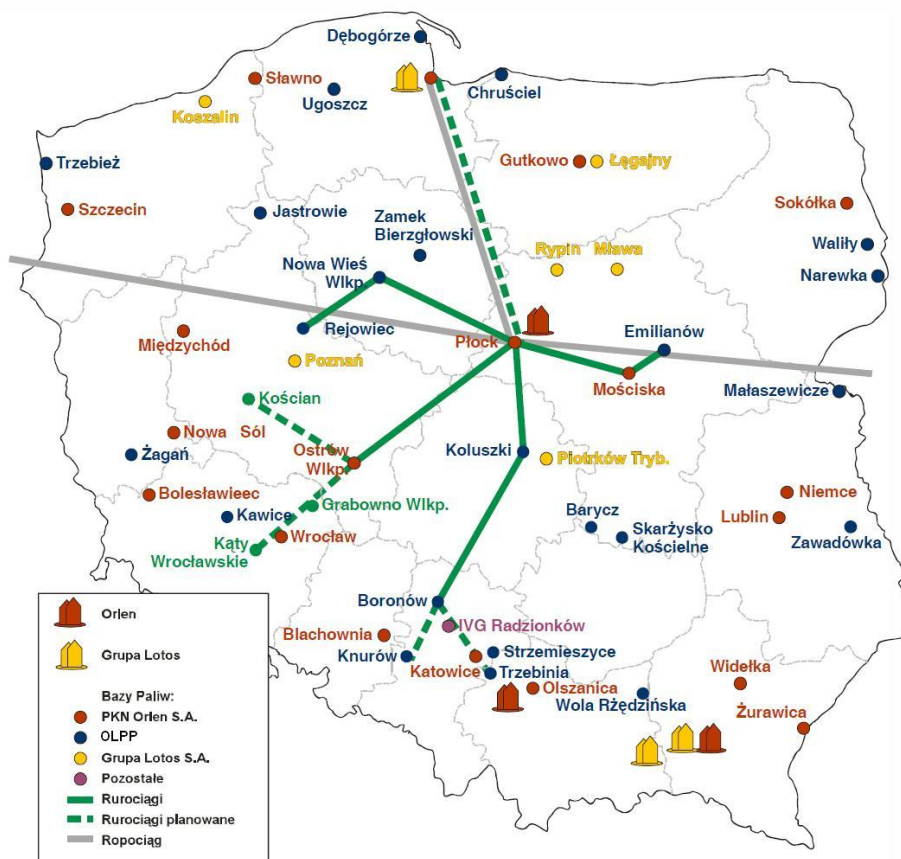 Dębogórze
Sławno
Ugoszcz
Chruściel
Koszalin
Trzebież
Gutkowo
Łęgajny
Szczecin
Jastrowie
Zamek
Bierzgłowski
Sokółka
Waliły
Narewka
Rypin
Mława
Nowa Wieś
Wlkp.
Rejowiec
Międzychód
Płock
Emilianów
Poznań
Mościska
Małaszewicze
Kościan
Nowa Sól
Ostrów
Wlkp.
Koluszki
Żagań
Piotrków Tryb.
Bolesławieec
Niemce
Grabowno Wlkp.
Kawice
Barycz
Lublin
Skarżysko
Kościelne
Zawadówka
Wrocław
Kąty
Wrocławskie
Boronów
IVG Radzionków
Blachownia
Knurów
Katowice
Strzemieszyce
Trzebinia
Olszanica
Wola Rżędzińska
Widełka
Żurawica
Orlen
Grupa Lotos
Bazy Paliw:
PKN Orlen S.A.
OLPP
Grupa Lotos S.A.
Pozostałe
Rurociągi
Rurociągi planowane
Ropociąg